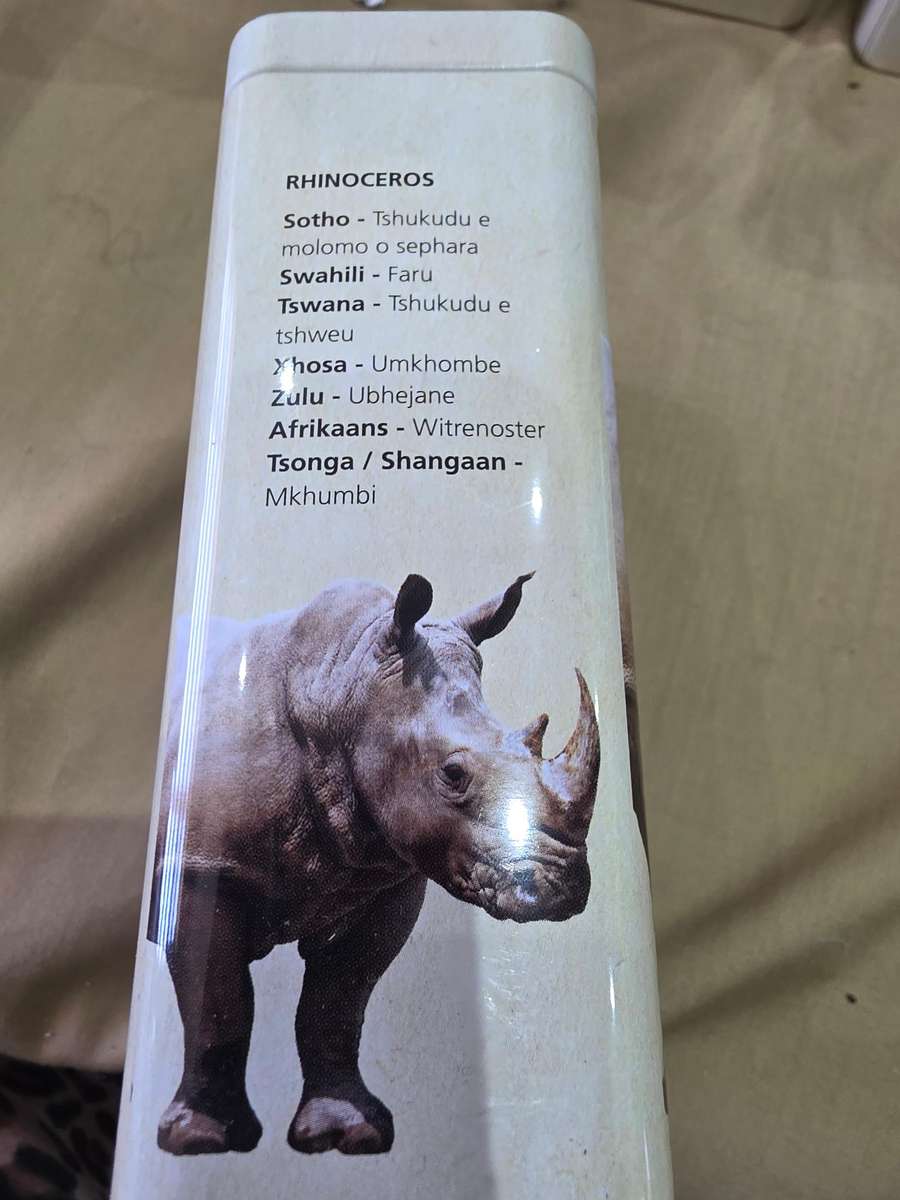 RHINOCEROS
Sotho - Tshukudu e
molomo o sephara
Swahili - Faru
Tswana - Tshukudu e
tshweu
Xhosa - Umkhombe
Zulu - Ubhejane
Afrikaans - Witrenoster
Tsonga / Shangaan -
Mkhumbi